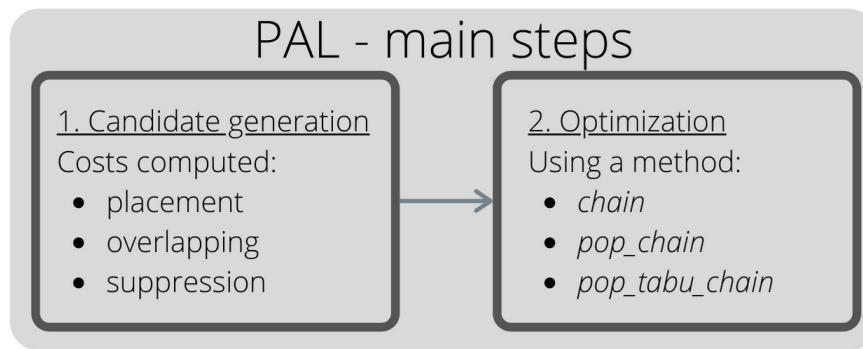 PAL - main steps
1. Candidate generation
Costs computed:
• placement
• overlapping
• suppression
2. Optimization
Using a method:
• chain
• pop_chain
• pop_tabu_chain